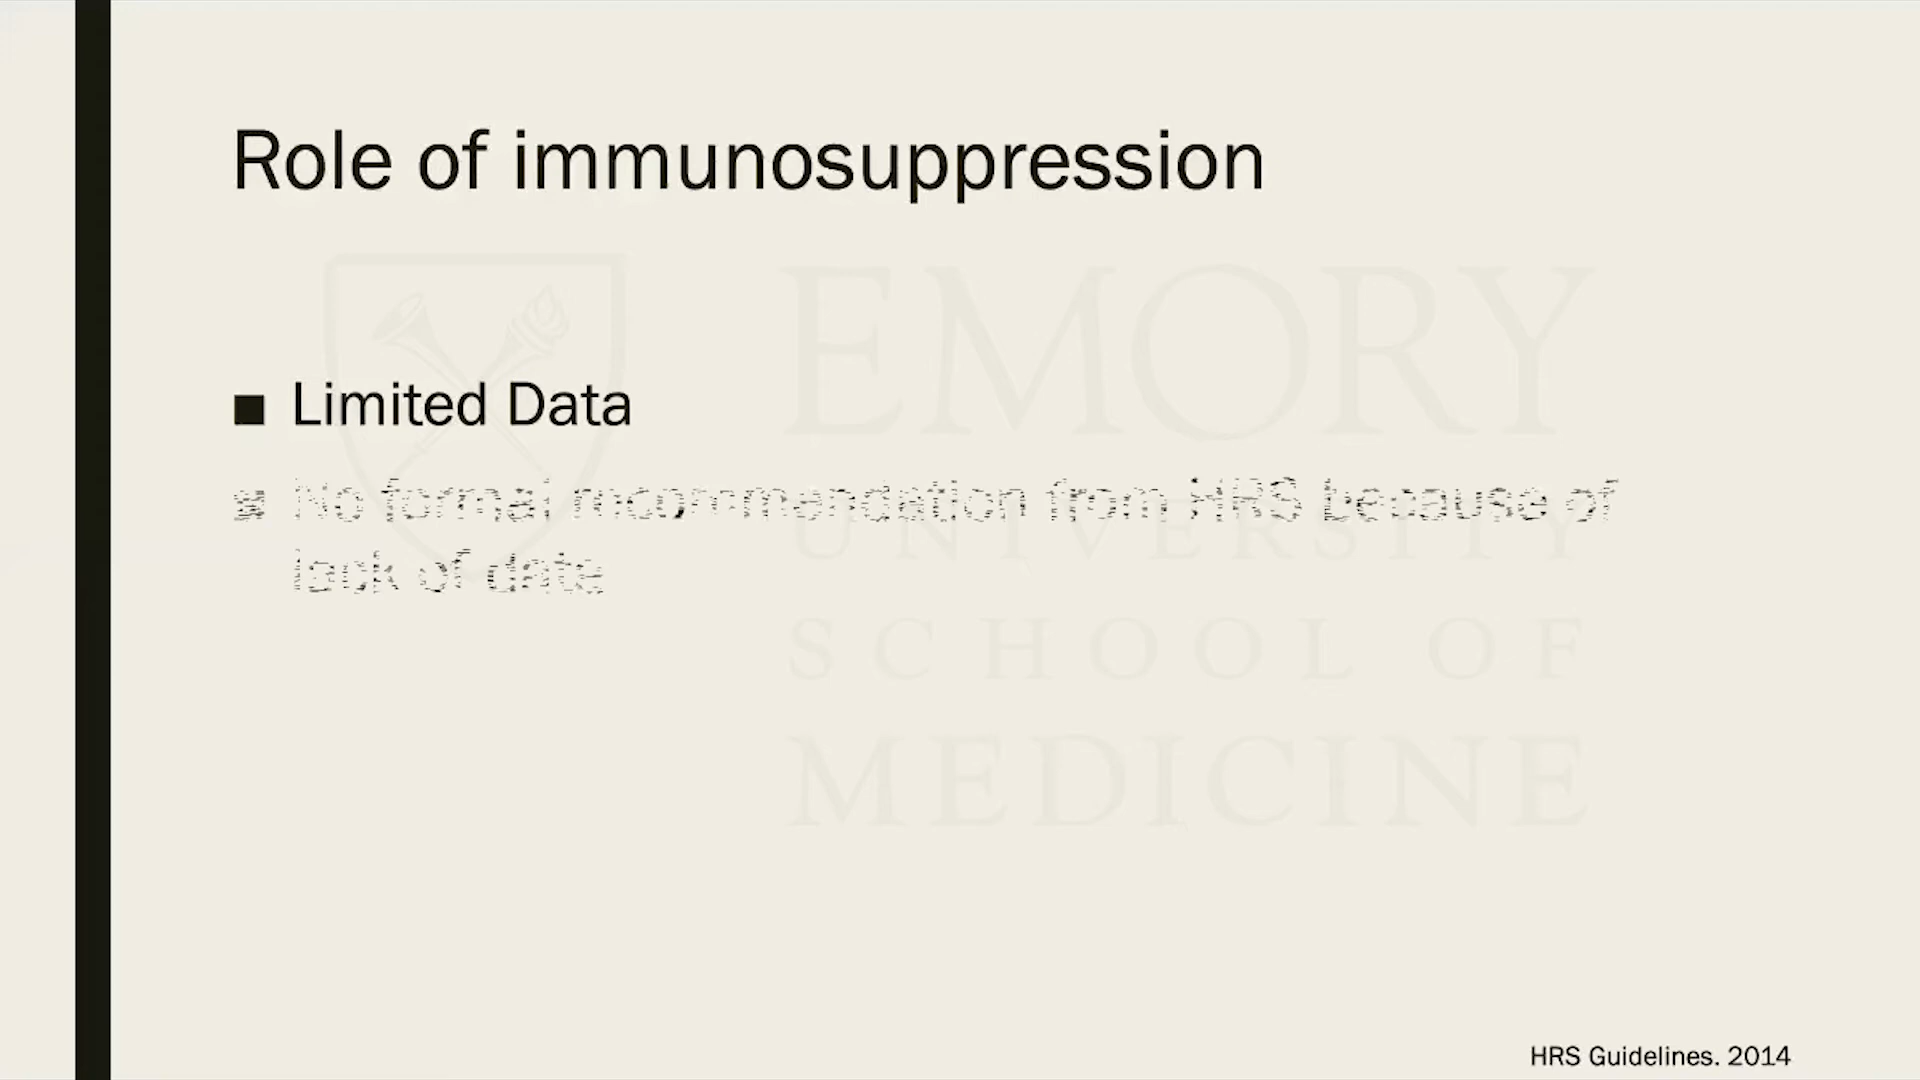 Role of immunosuppression
EMORY
■ Limited Data
■ No formal recommendation from HRS because of
UNIVERSITY
lack of
SCHOOL OF
MEDICINE
HRS Guidelines. 2014